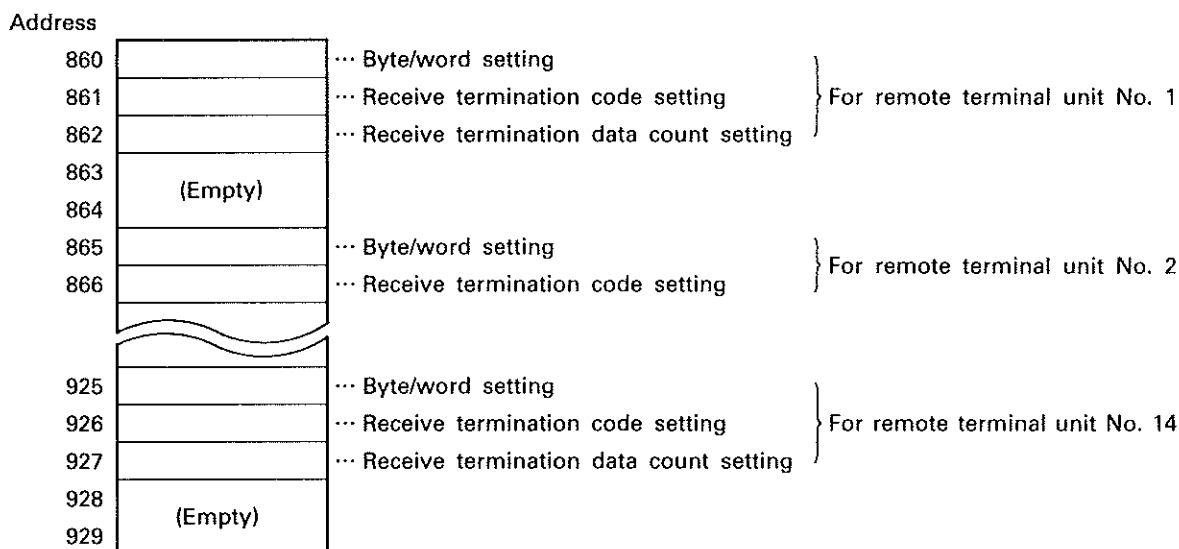 Address
860 ··· Byte/word setting
861 ··· Receive termination code setting For remote terminal unit No. 1
862 ··· Receive termination data count setting
863
(Empty)
864
865 ··· Byte/word setting
For remote terminal unit No. 2
866 ··· Receive termination code setting
925 ··· Byte/word setting
926 ··· Receive termination code setting For remote terminal unit No. 14
927 ··· Receive termination data count setting
928
(Empty)
929